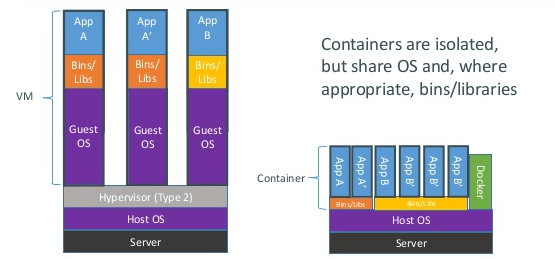 App
A
App
A'
App
B
Containers are isolated,
but share OS and, where
appropriate, bins/libraries
Bins/
Libs
Bins/
Libs
Bins/
Libs
VM
Guest
OS
Guest
OS
Guest
OS
Hypervisor (Type 2)
Host OS
Server
Container
App A
App A'
App B
App B'
App B'
App B'
Docker
Bins/Libs
Bins/Libs
Host OS
Server